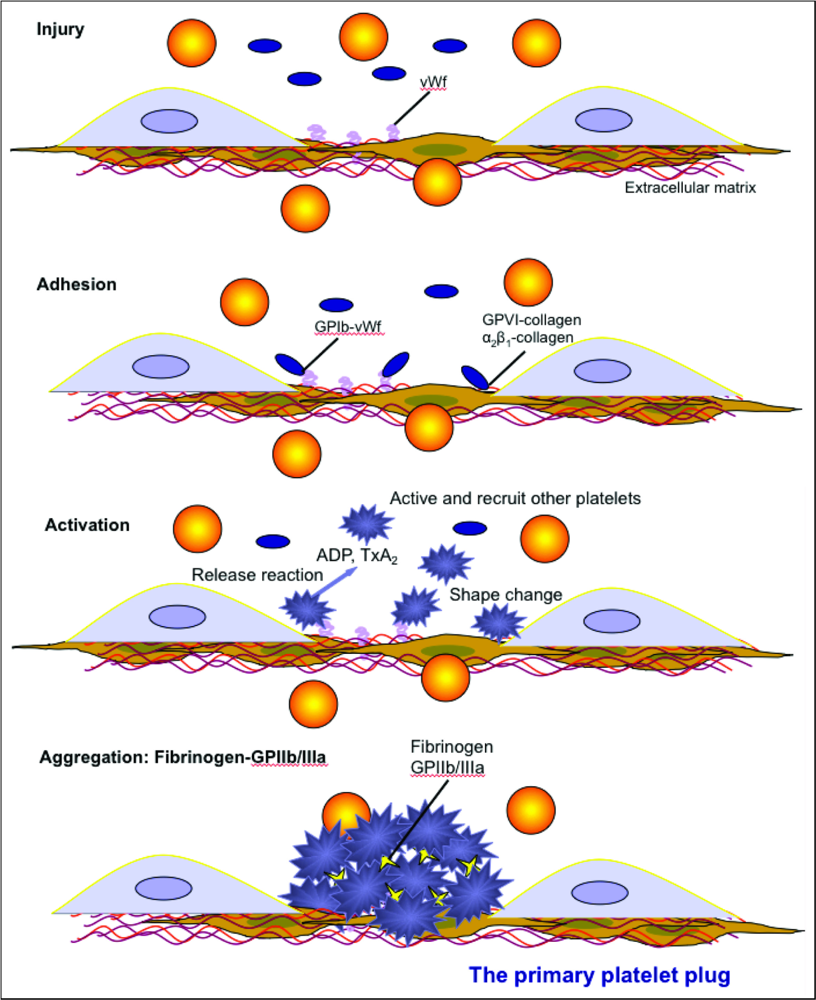 Injury
vWf
Extracellular matrix
Adhesion
GPIb-vWf
GPVI-collagen
α₂β₁-collagen
Active and recruit other platelets
Activation
ADP, TxA₂
Release reaction
Shape change
Fibrinogen
GPIIb/IIIa
Aggregation: Fibrinogen-GPIIb/IIIa
The primary platelet plug